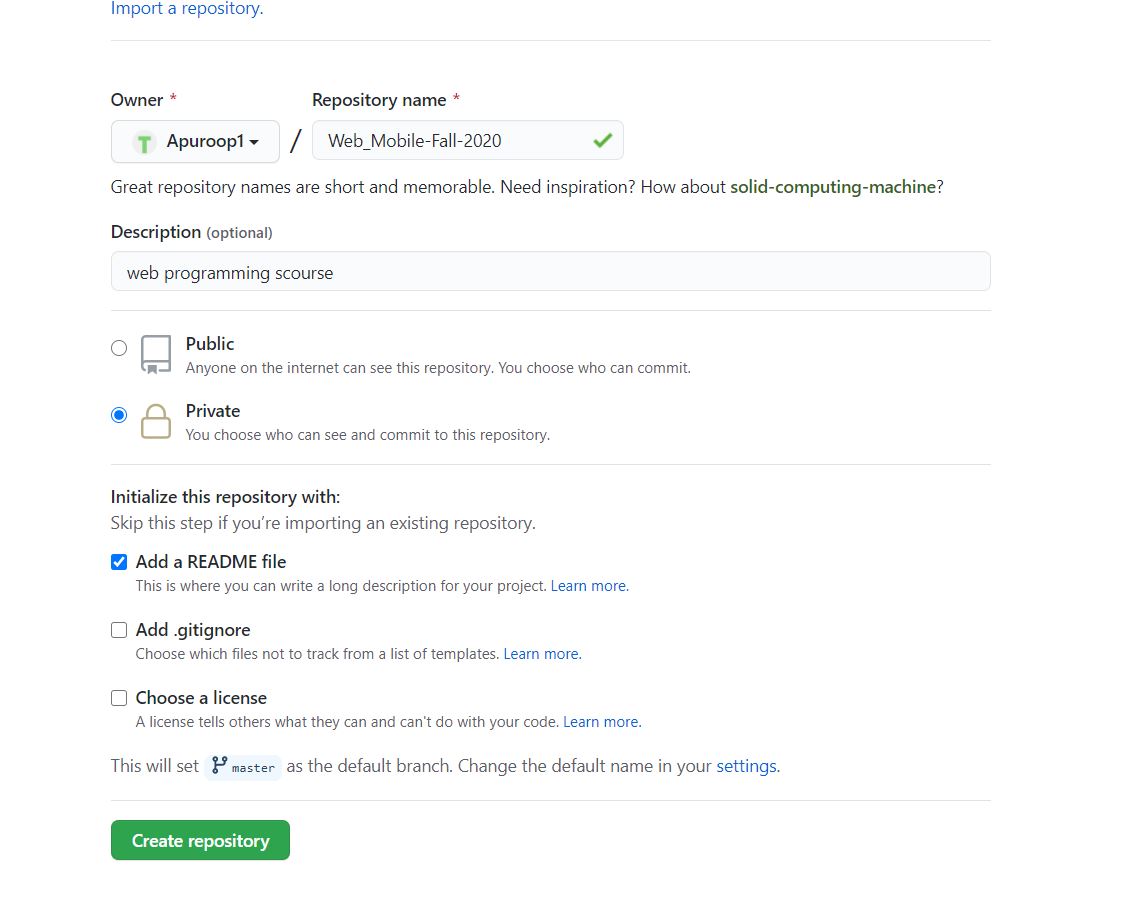 Import a repository.
Owner *
Repository name *
Apuroop1
/
Web_Mobile-Fall-2020
Great repository names are short and memorable. Need inspiration? How about solid-computing-machine?
Description (optional)
web programming scourse
Public
Anyone on the internet can see this repository. You choose who can commit.
Private
You choose who can see and commit to this repository.
Initialize this repository with:
Skip this step if you’re importing an existing repository.
Add a README file
This is where you can write a long description for your project. Learn more.
Add .gitignore
Choose which files not to track from a list of templates. Learn more.
Choose a license
A license tells others what they can and can't do with your code. Learn more.
This will set master as the default branch. Change the default name in your settings.
Create repository